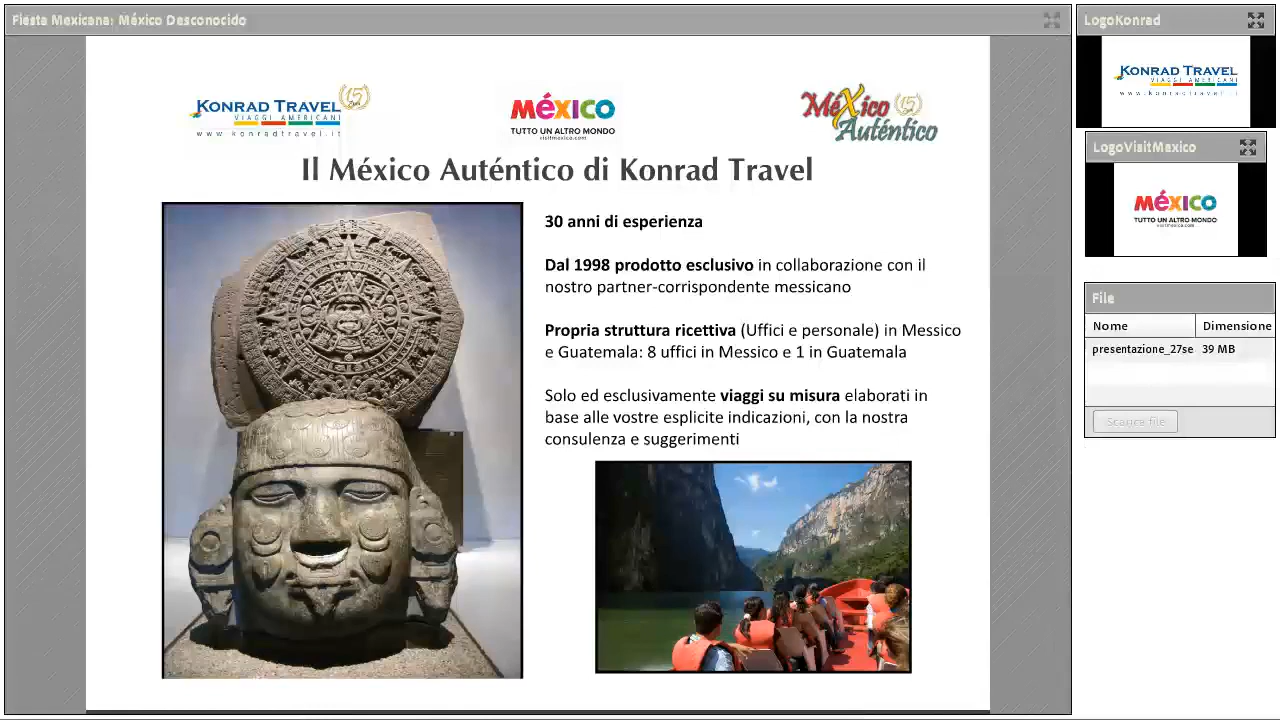 Fiesta Mexicana: México Desconocido
KONRAD TRAVEL
15
VIAGGI AMERICANI
www.konradtravel.it
MÉXICO
TUTTO UN ALTRO MONDO
visitmexico.com
México 15
Auténtico
Il México Auténtico di Konrad Travel
30 anni di esperienza
Dal 1998 prodotto esclusivo in collaborazione con il
nostro partner-corrispondente messicano
Propria struttura ricettiva (Uffici e personale) in Messico
e Guatemala: 8 uffici in Messico e 1 in Guatemala
Solo ed esclusivamente viaggi su misura elaborati in
base alle vostre esplicite indicazioni, con la nostra
consulenza e suggerimenti
LogoKonrad
KONRAD TRAVEL
VIAGGI AMERICANI
www.konradtravel.it
LogoVisitMexico
MÉXICO
TUTTO UN ALTRO MONDO
visitmexico.com
File
Nome Dimensione
presentazione_27se 39 MB
Scarica file